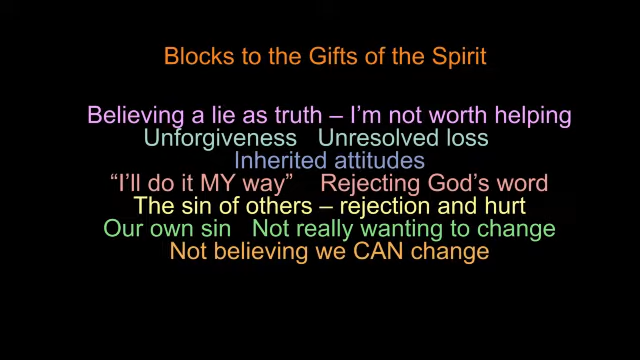 Blocks to the Gifts of the Spirit
Believing a lie as truth – I’m not worth helping
Unforgiveness   Unresolved loss
Inherited attitudes
“I’ll do it MY way”   Rejecting God’s word
The sin of others – rejection and hurt
Our own sin   Not really wanting to change
Not believing we CAN change